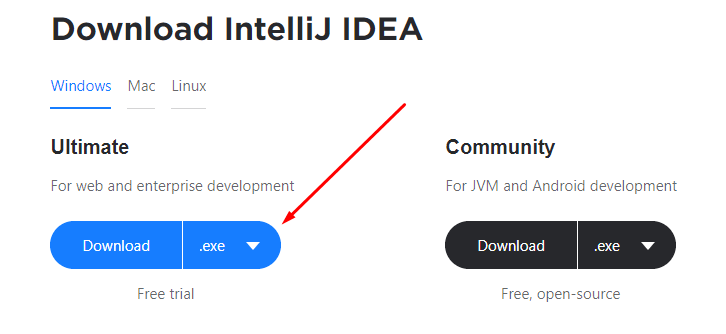 Download IntelliJ IDEA
Windows Mac Linux
Ultimate
For web and enterprise development
Download .exe
Free trial
Community
For JVM and Android development
Download .exe
Free, open-source